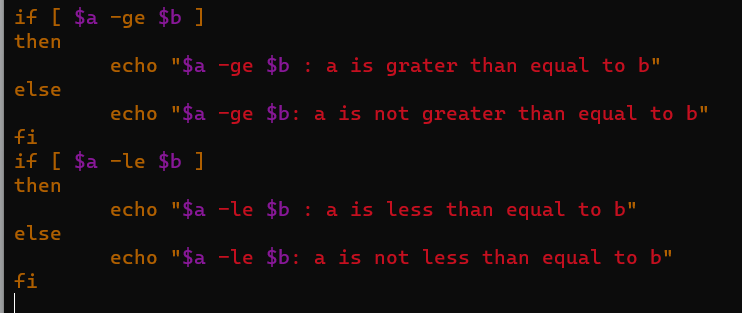 if [ $a -ge $b ]
then
        echo "$a -ge $b : a is grater than equal to b"
else
        echo "$a -ge $b: a is not greater than equal to b"
fi
if [ $a -le $b ]
then
        echo "$a -le $b : a is less than equal to b"
else
        echo "$a -le $b: a is not less than equal to b"
fi